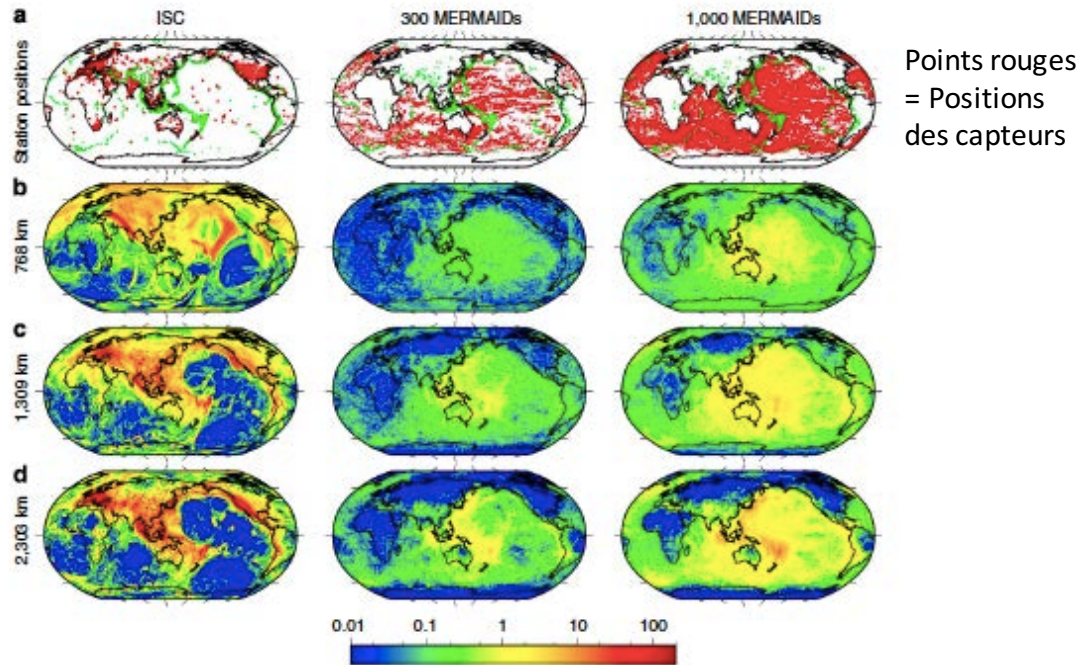 a
ISC
300 MERMAIDs
1,000 MERMAIDs
Station positions
Points rouges
= Positions
des capteurs
b
768 km
c
1,309 km
d
2,303 km
0.01
0.1
1
10
100